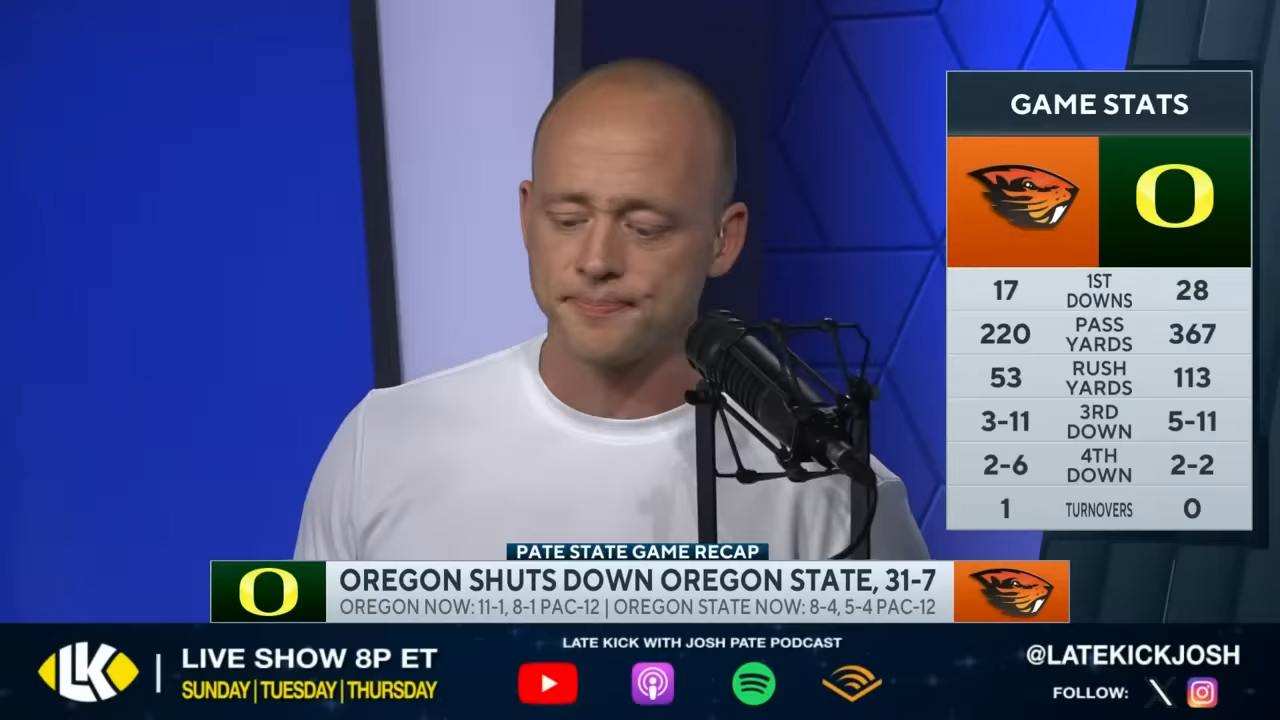 GAME STATS
O
17 1ST DOWNS 28
220 PASS YARDS 367
53 RUSH YARDS 113
3-11 3RD DOWN 5-11
2-6 4TH DOWN 2-2
1 TURNOVERS 0
PATE STATE GAME RECAP
O
OREGON SHUTS DOWN OREGON STATE, 31-7
OREGON NOW: 11-1, 8-1 PAC-12 | OREGON STATE NOW: 8-4, 5-4 PAC-12
LK
LIVE SHOW 8P ET
SUNDAY | TUESDAY | THURSDAY
LATE KICK WITH JOSH PATE PODCAST
@LATEKICKJOSH
FOLLOW: